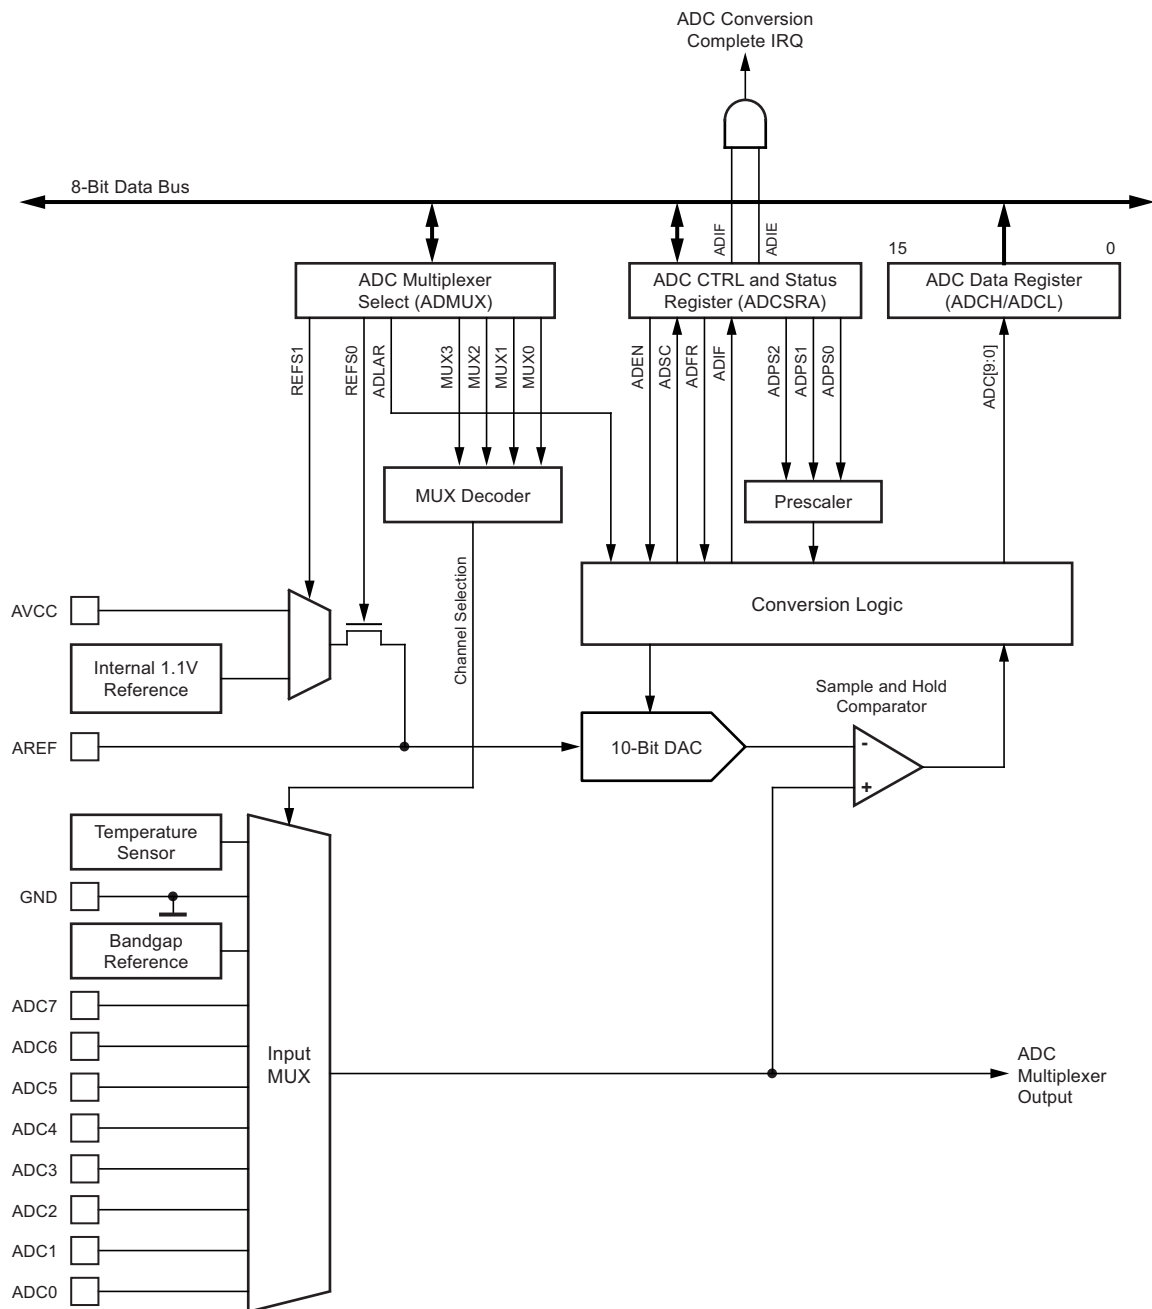 ADC Conversion
Complete IRQ
8-Bit Data Bus
ADIF
ADIE
15
0
ADC Multiplexer
Select (ADMUX)
ADC CTRL and Status
Register (ADCSRA)
ADC Data Register
(ADCH/ADCL)
REFS1
REFS0
ADLAR
MUX3
MUX2
MUX1
MUX0
ADEN
ADSC
ADFR
ADIF
ADPS2
ADPS1
ADPS0
ADC[9:0]
MUX Decoder
Prescaler
Channel Selection
Conversion Logic
AVCC
Internal 1.1V
Reference
Sample and Hold
Comparator
AREF
10-Bit DAC
-
+
Temperature
Sensor
GND
Bandgap
Reference
ADC7
ADC6
ADC5
ADC4
ADC3
ADC2
ADC1
ADC0
Input
MUX
ADC
Multiplexer
Output